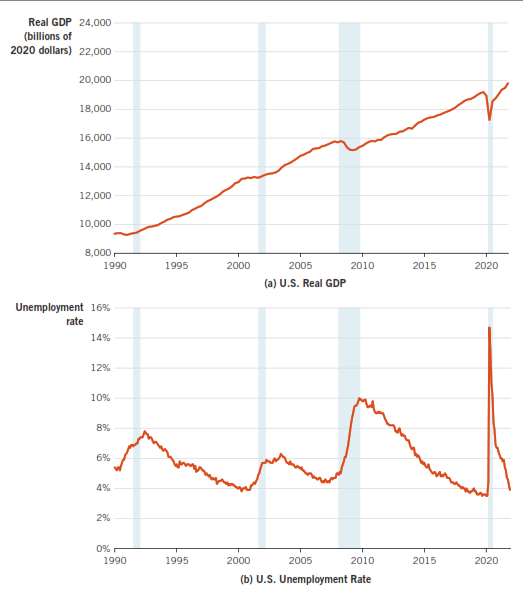 Real GDP 24,000
(billions of
2020 dollars) 22,000
20,000
18,000
16,000
14,000
12,000
10,000
8,000
1990 1995 2000 2005 2010 2015 2020
(a) U.S. Real GDP
Unemployment 16%
rate
14%
12%
10%
8%
6%
4%
2%
0%
1990 1995 2000 2005 2010 2015 2020
(b) U.S. Unemployment Rate